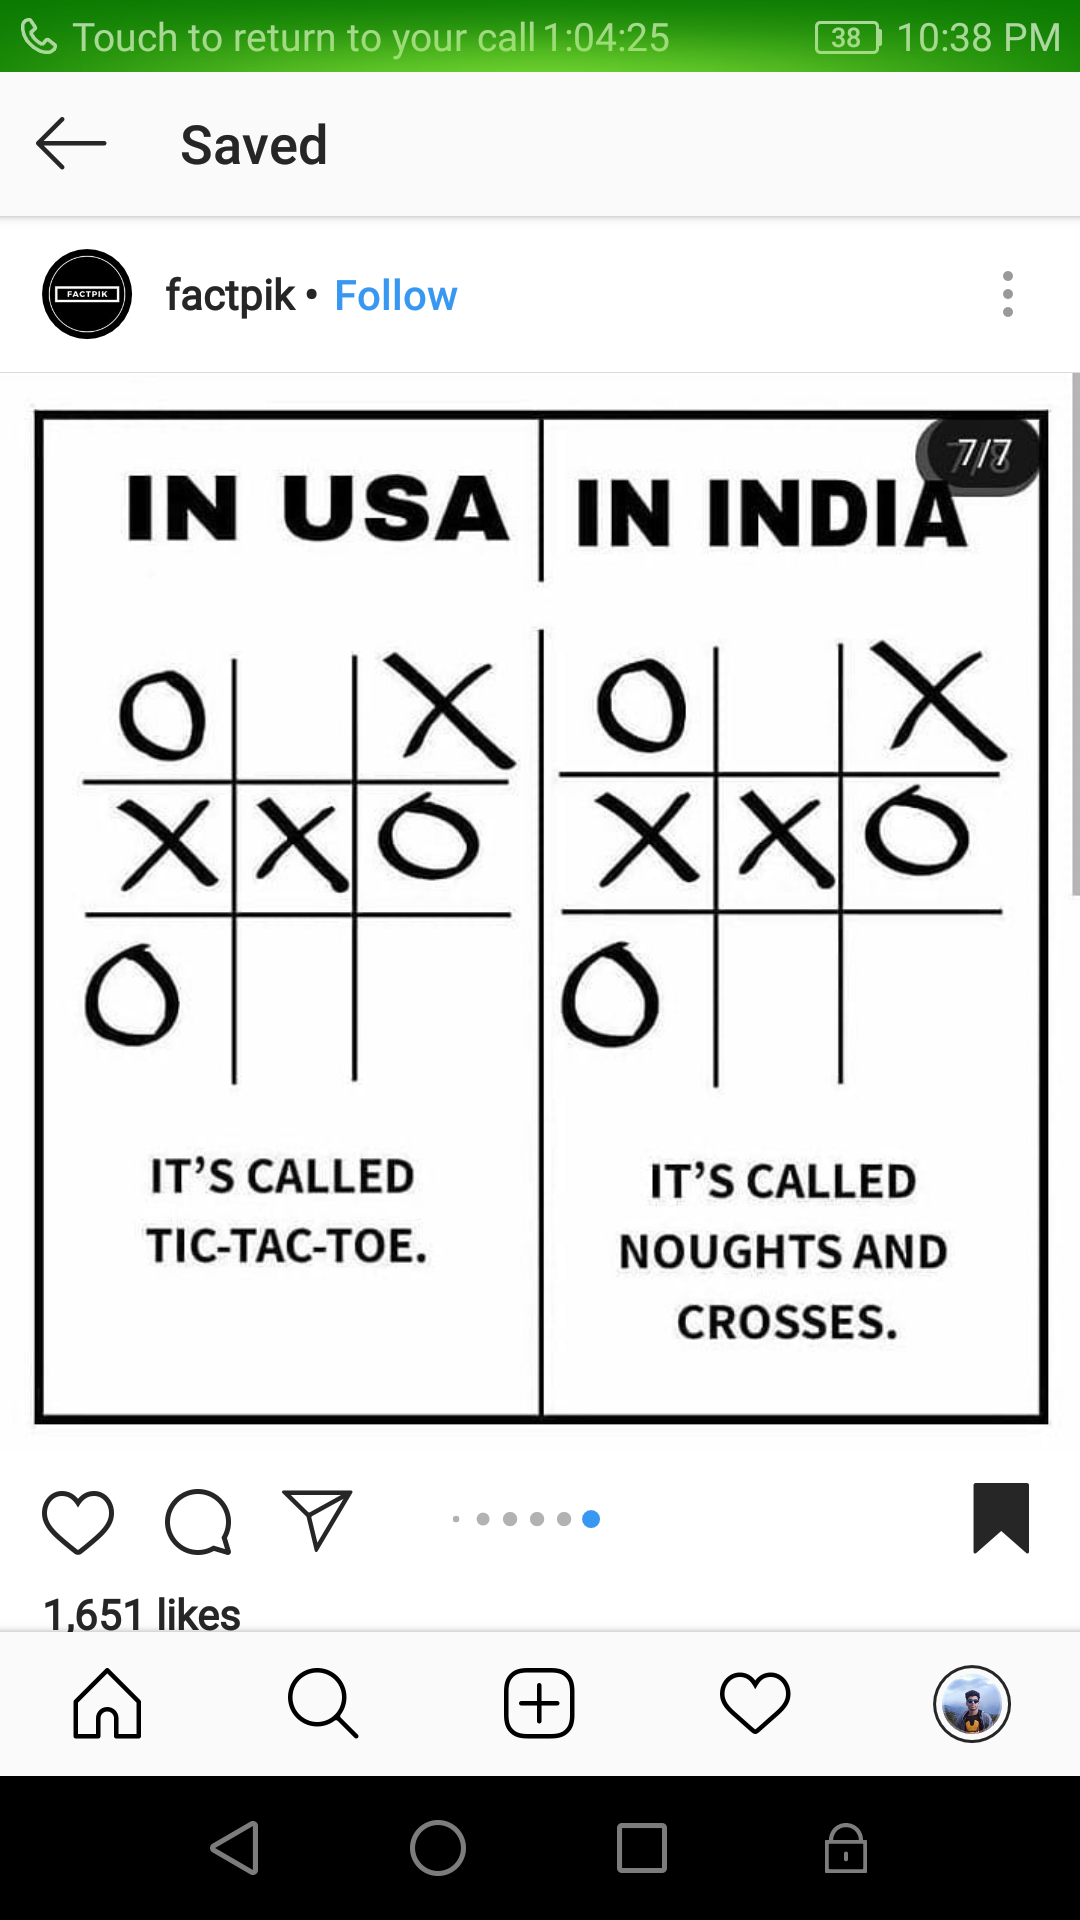 Touch to return to your call 1:04:25 38 10:38 PM
Saved
FACTPIK
factpik • Follow
7/7
IN USA
IN INDIA
O X
X X O
O
O X
X X O
O
IT’S CALLED
TIC-TAC-TOE.
IT’S CALLED
NOUGHTS AND
CROSSES.
1,651 likes